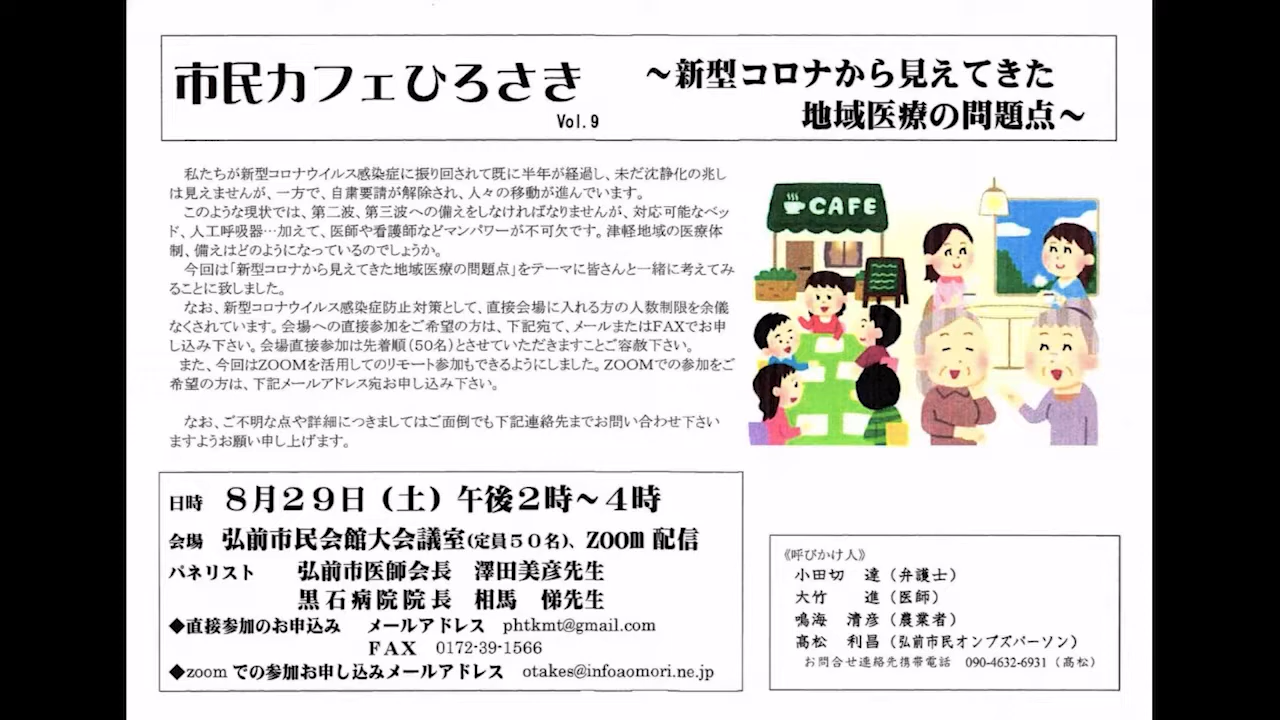 市民カフェひろさき
Vol.9
～新型コロナから見えてきた
地域医療の問題点～
私たちが新型コロナウイルス感染症に振り回されて既に半年が経過し、未だ沈静化の兆し
は見えませんが、一方で、自粛要請が解除され、人々の移動が進んでいます。
このような現状では、第二波、第三波への備えをしなければなりませんが、対応可能なベッ
ド、人工呼吸器…加えて、医師や看護師などマンパワーが不可欠です。津軽地域の医療体
制、備えはどのようになっているのでしょうか。
今回は「新型コロナから見えてきた地域医療の問題点」をテーマに皆さんと一緒に考えてみ
ることに致しました。
なお、新型コロナウイルス感染症防止対策として、直接会場に入れる方の人数制限を余儀
なくされています。会場への直接参加をご希望の方は、下記宛て、メールまたはFAXでお申
し込み下さい。会場直接参加は先着順（50名）とさせていただきますことご容赦下さい。
また、今回はZOOMを活用してのリモート参加もできるようにしました。ZOOMでの参加をご
希望の方は、下記メールアドレス宛お申し込み下さい。
なお、ご不明な点や詳細につきましてはご面倒でも下記連絡先までお問い合わせ下さい
ますようお願い申し上げます。
CAFE
日時　８月２９日（土）午後２時～４時
会場　弘前市民会館大会議室(定員５０名)、zoom 配信
パネリスト　弘前市医師会長　澤田美彦先生
黒石病院院長　相馬　悌先生
◆直接参加のお申込み　メールアドレス　phtkmt@gmail.com
FAX　0172-39-1566
◆zoom での参加お申し込みメールアドレス　otakes@infoaomori.ne.jp
《呼びかけ人》
小田切　達（弁護士）
大竹　進（医師）
鳴海　清彦（農業者）
髙松　利昌（弘前市民オンブズパーソン）
お問合せ連絡先携帯電話　090-4632-6931（髙松）